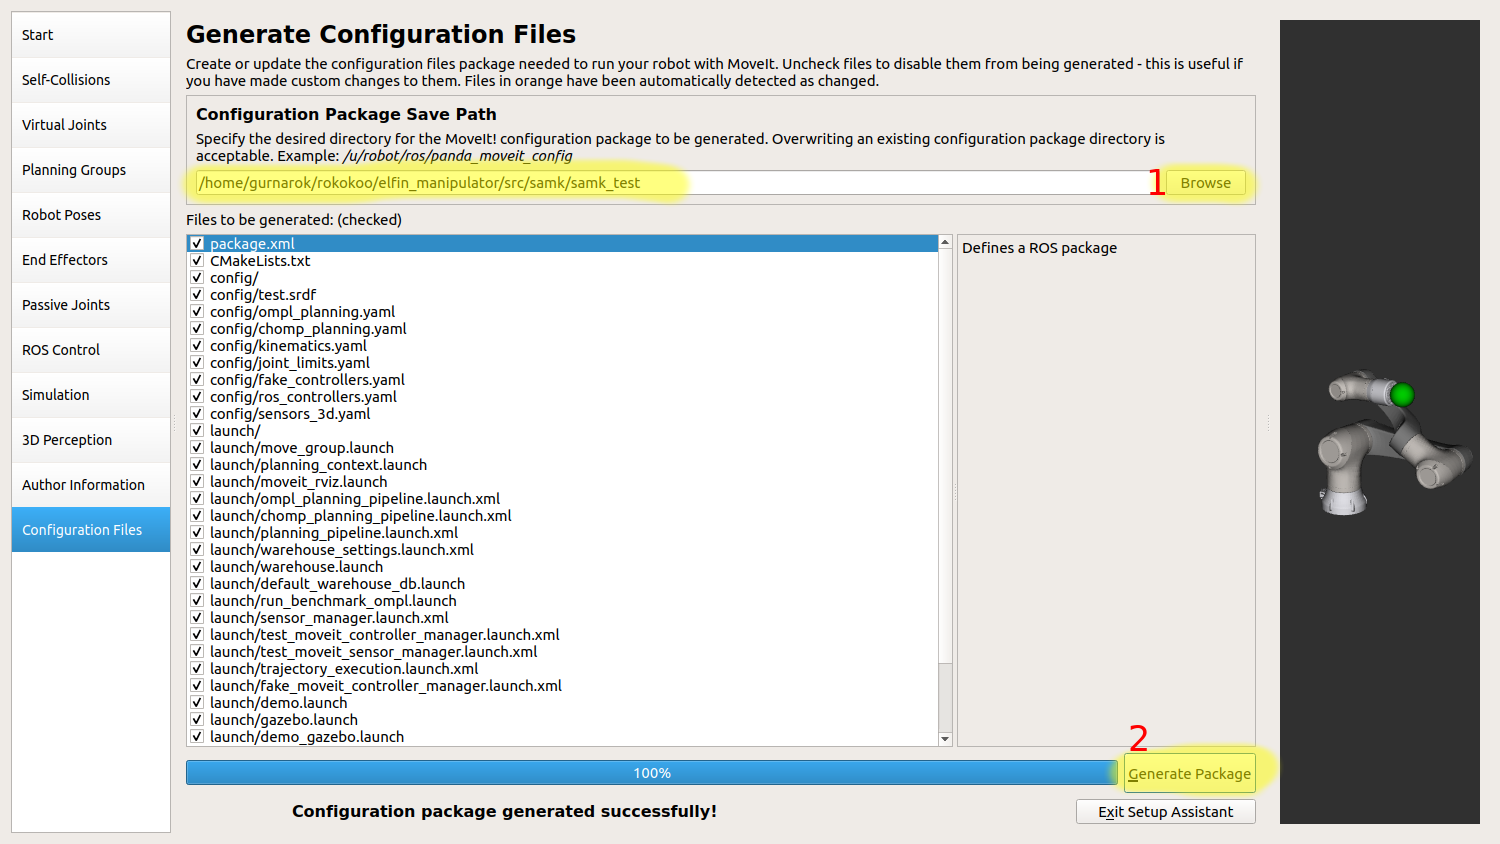 Start
Self-Collisions
Virtual Joints
Planning Groups
Robot Poses
End Effectors
Passive Joints
ROS Control
Simulation
3D Perception
Author Information
Configuration Files
Generate Configuration Files
Create or update the configuration files package needed to run your robot with MoveIt. Uncheck files to disable them from being generated - this is useful if
you have made custom changes to them. Files in orange have been automatically detected as changed.
Configuration Package Save Path
Specify the desired directory for the MoveIt! configuration package to be generated. Overwriting an existing configuration package directory is
acceptable. Example: /u/robot/ros/panda_moveit_config
/home/gurnarok/rokokoo/elfin_manipulator/src/samk/samk_test
1 Browse
Files to be generated: (checked)
package.xml
CMakeLists.txt
config/
config/test.srdf
config/ompl_planning.yaml
config/chomp_planning.yaml
config/kinematics.yaml
config/joint_limits.yaml
config/fake_controllers.yaml
config/ros_controllers.yaml
config/sensors_3d.yaml
launch/
launch/move_group.launch
launch/planning_context.launch
launch/moveit_rviz.launch
launch/ompl_planning_pipeline.launch.xml
launch/chomp_planning_pipeline.launch.xml
launch/planning_pipeline.launch.xml
launch/warehouse_settings.launch.xml
launch/warehouse.launch
launch/default_warehouse_db.launch
launch/run_benchmark_ompl.launch
launch/sensor_manager.launch.xml
launch/test_moveit_controller_manager.launch.xml
launch/test_moveit_sensor_manager.launch.xml
launch/trajectory_execution.launch.xml
launch/fake_moveit_controller_manager.launch.xml
launch/demo.launch
launch/gazebo.launch
launch/demo_gazebo.launch
Defines a ROS package
2
100%
Generate Package
Configuration package generated successfully!
Exit Setup Assistant